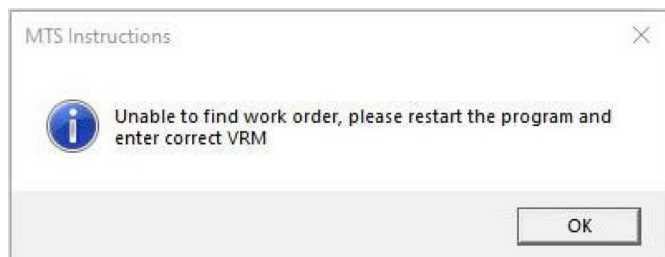 MTS Instructions
Unable to find work order, please restart the program and
enter correct VRM
OK